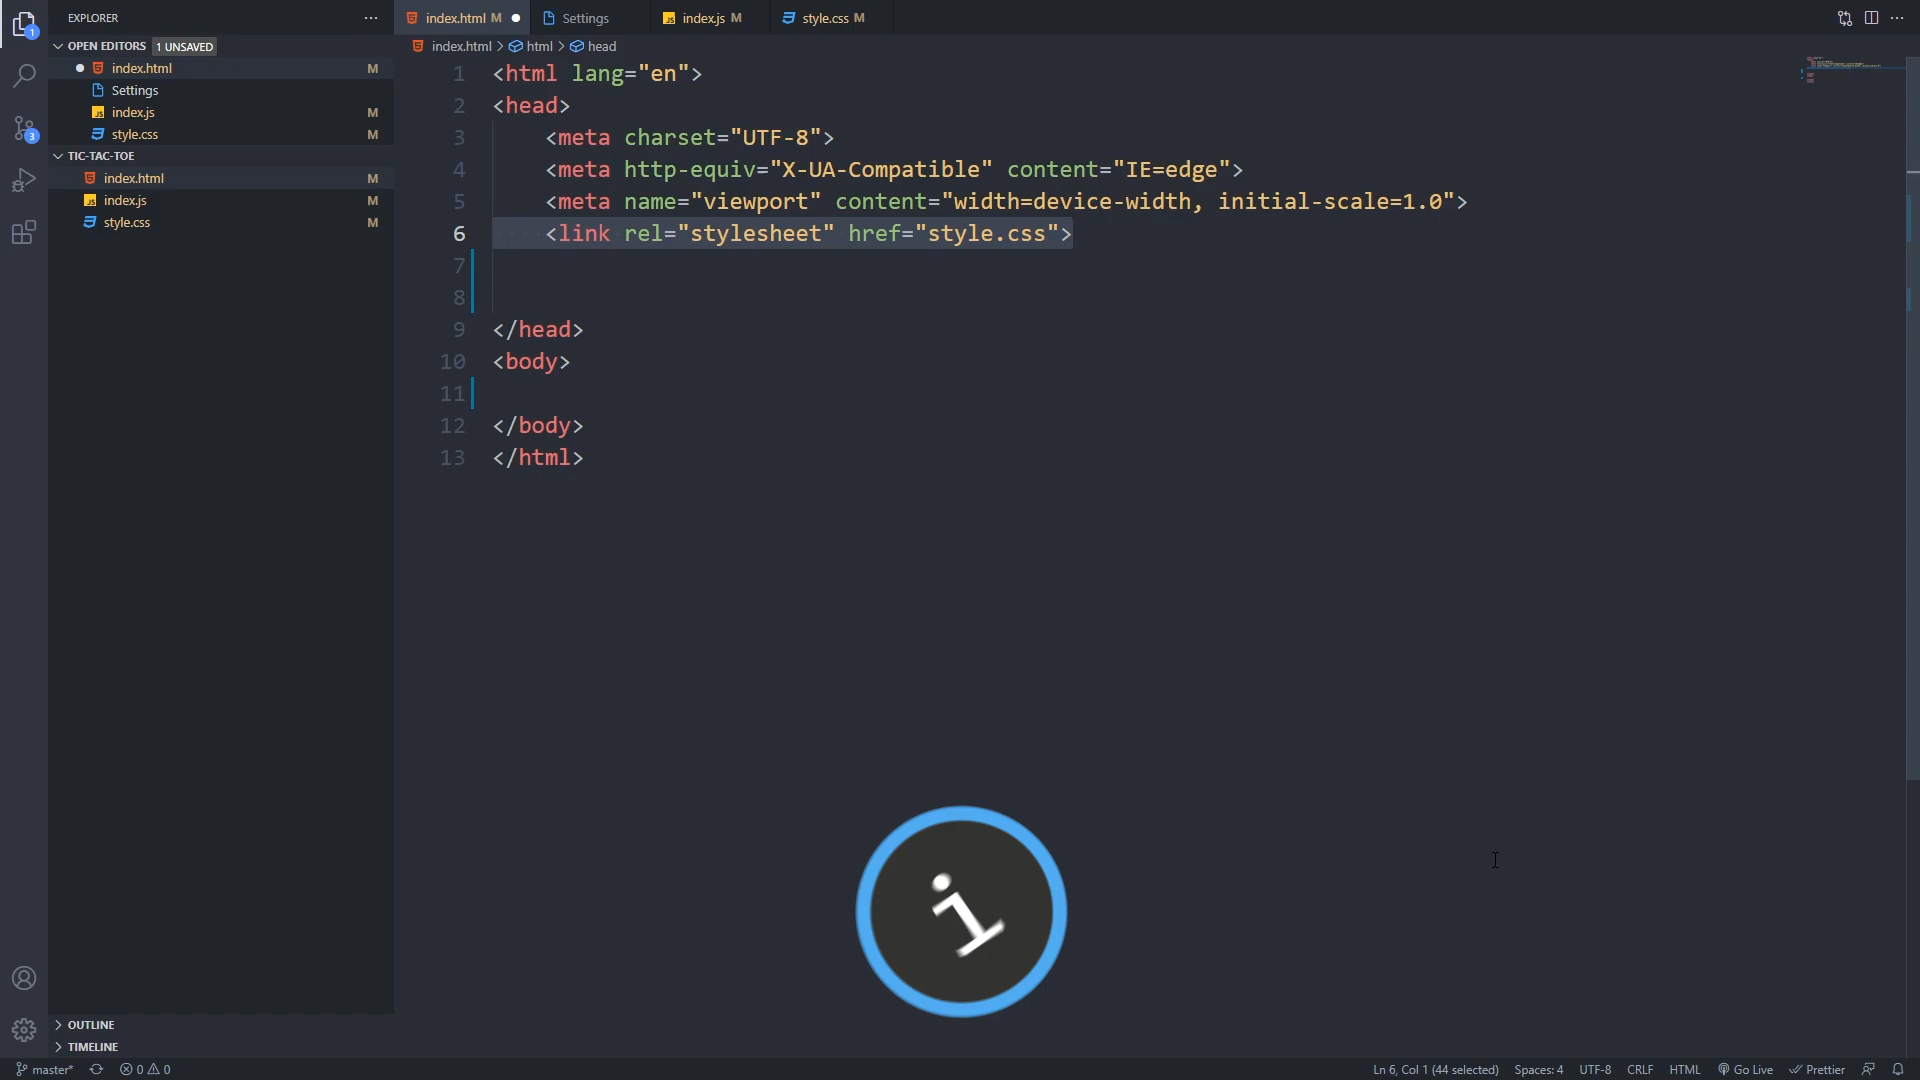 EXPLORER
OPEN EDITORS 1 UNSAVED
index.html M
Settings
index.js M
style.css M
TIC-TAC-TOE
index.html M
index.js M
style.css M
OUTLINE
TIMELINE
index.html M Settings index.js M style.css M
index.html > html > head
1 <html lang="en">
2 <head>
3 <meta charset="UTF-8">
4 <meta http-equiv="X-UA-Compatible" content="IE=edge">
5 <meta name="viewport" content="width=device-width, initial-scale=1.0">
6 <link rel="stylesheet" href="style.css">
7
8
9 </head>
10 <body>
11
12 </body>
13 </html>
i
1
3
master* 0 0 Ln 6, Col 1 (44 selected) Spaces: 4 UTF-8 CRLF HTML Go Live Prettier